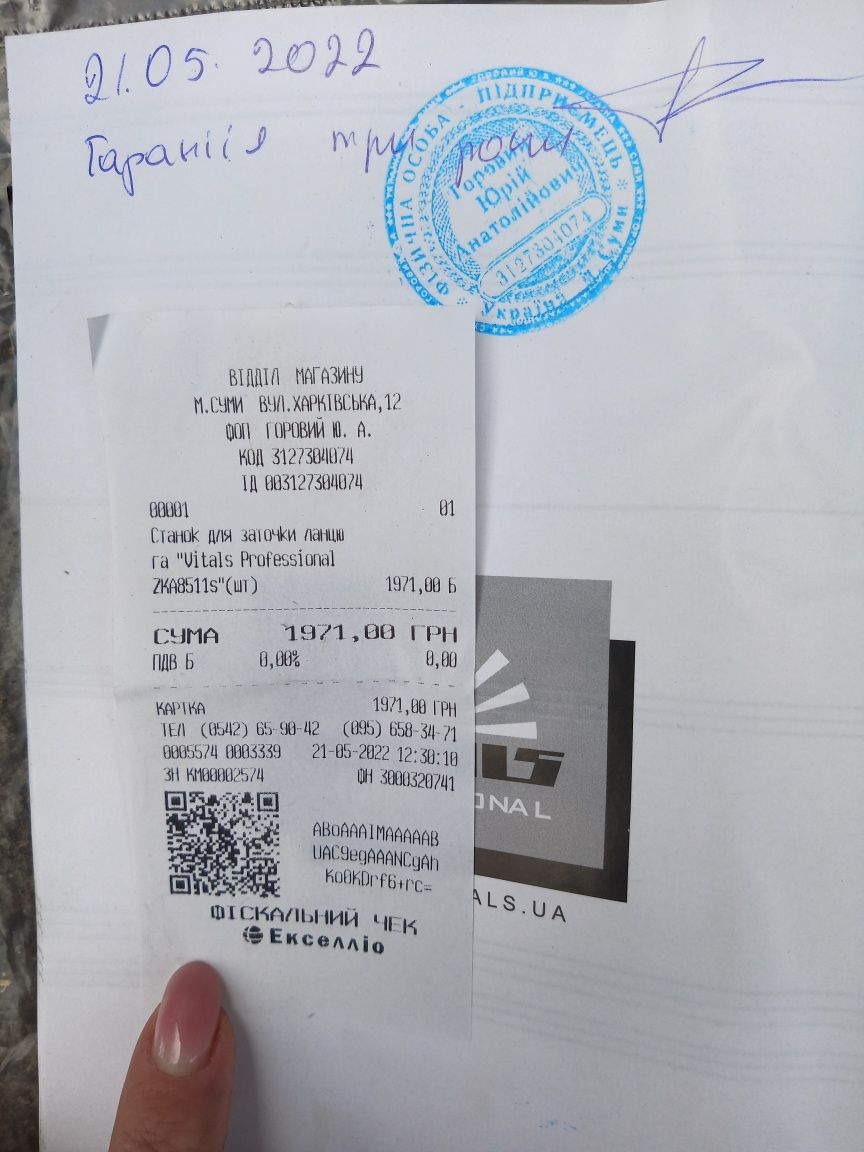 21.05.2022
Гарантія три роки
ФІЗИЧНА ОСОБА - ПІДПРИЄМЕЦЬ
Горовий
Юрій
Анатолійович
3127304074
Україна м. Суми
ВІДДІЛ МАГАЗИНУ
М.СУМИ ВУЛ.ХАРКІВСЬКА,12
ФОП ГОРОВИЙ Ю. А.
КОД 3127304074
ІД 003127304074
00001 01
Станок для заточки ланцю
га "Vitals Professional
ZKA8511s"(шт) 1971,00 Б
СУМА 1971,00 ГРН
ПДВ Б 0,00% 0,00
КАРТКА 1971,00 ГРН
ТЕЛ (0542) 65-90-42 (095) 658-34-71
0005574 0003339 21-05-2022 12:30:10
ЗН КМ00002574 ФН 3000320741
ABoAAAIMAAAAAB
UAC9egAAANCgAh
Ko0KDrf6+rc=
ФІСКАЛЬНИЙ ЧЕК
Екселліо
LS
ONAL
ALS.UA